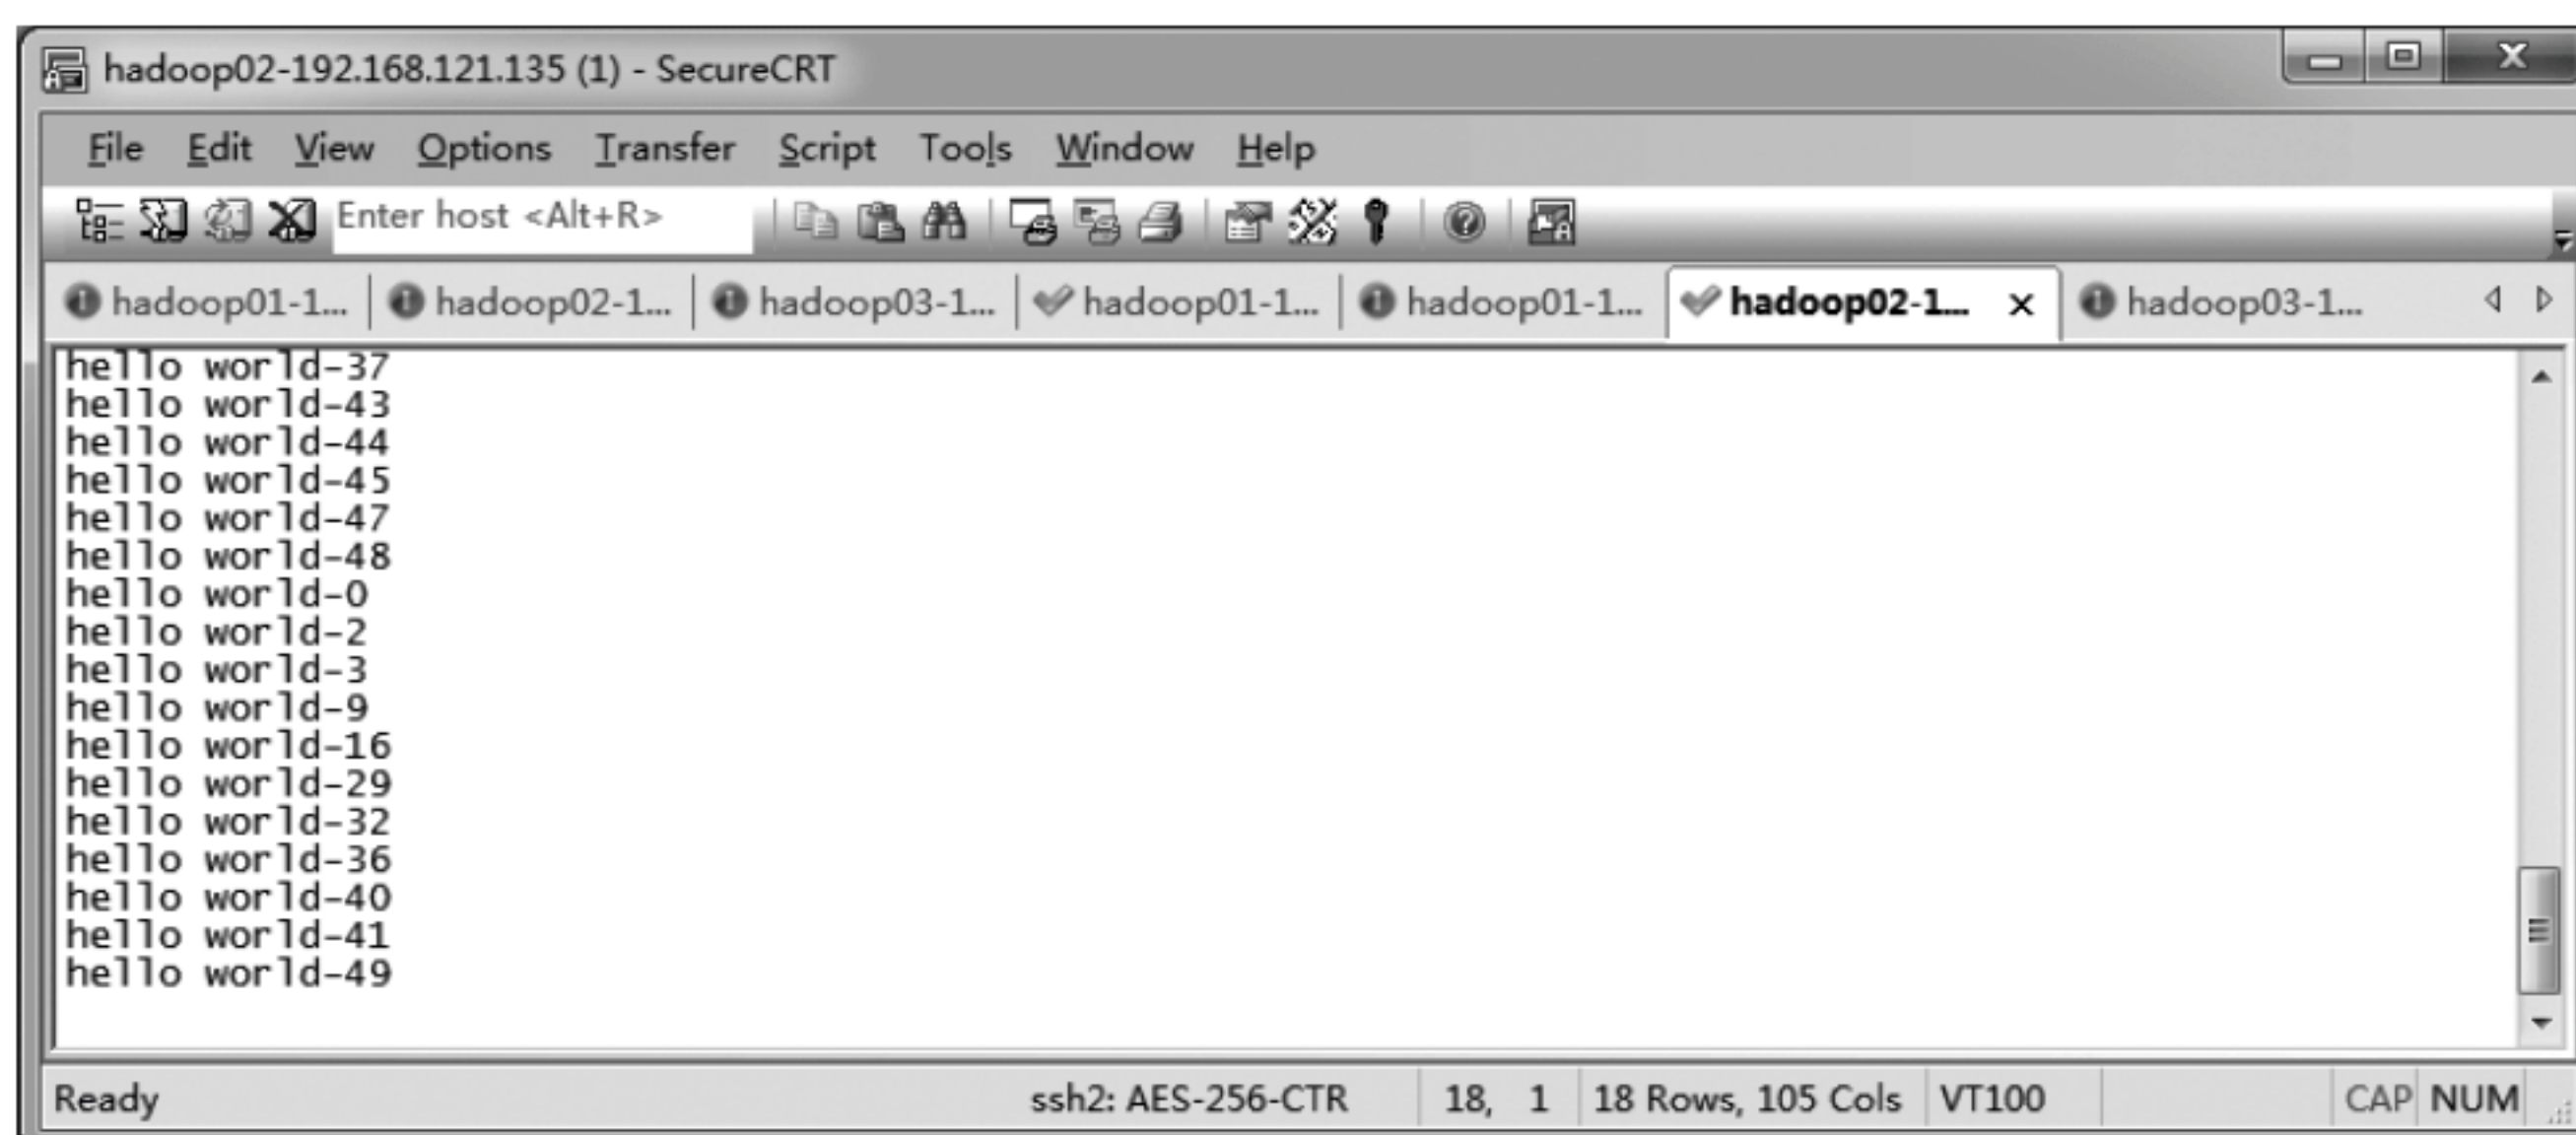 hadoop02-192.168.121.135 (1) - SecureCRT
File Edit View Options Transfer Script Tools Window Help
Enter host <Alt+R>
hadoop01-1... hadoop02-1... hadoop03-1... hadoop01-1... hadoop01-1... hadoop02-1... hadoop03-1...
hello world-37
hello world-43
hello world-44
hello world-45
hello world-47
hello world-48
hello world-0
hello world-2
hello world-3
hello world-9
hello world-16
hello world-29
hello world-32
hello world-36
hello world-40
hello world-41
hello world-49
Ready ssh2: AES-256-CTR 18, 1 18 Rows, 105 Cols VT100 CAP NUM